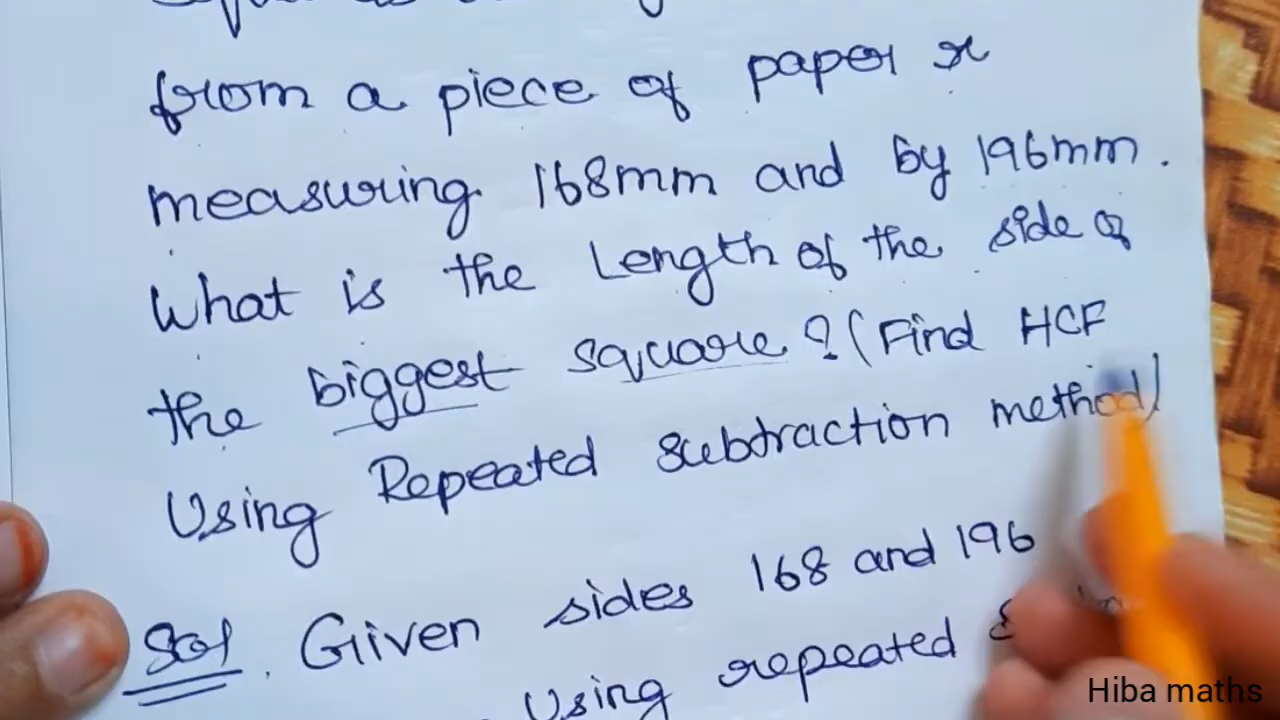 from a piece of paper
measuring 168mm and by 196mm.
What is the Length of the side of
the biggest square? (Find HCF
Using Repeated Subtraction method)
Sol. Given sides 168 and 196
Using repeated
Hiba maths